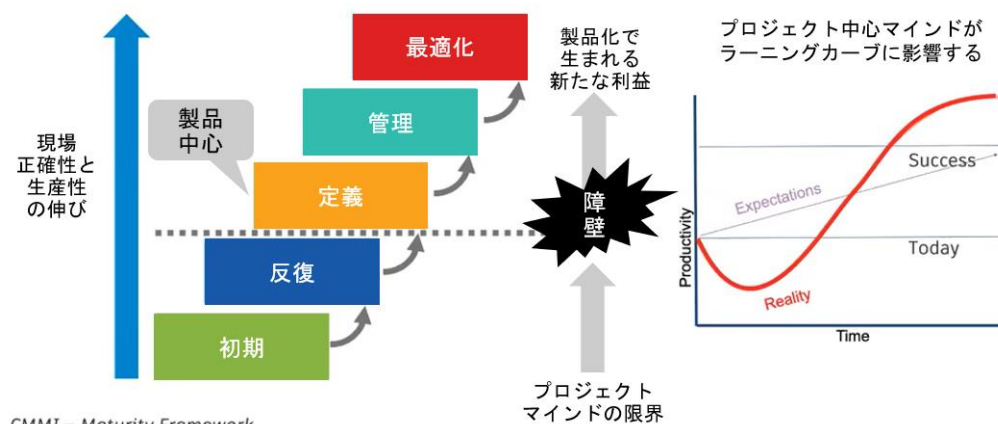 プロジェクト中心マインドが
ラーニングカーブに影響する
最適化
製品化で
生まれる
新たな利益
管理
製品
中心
現場
正確性と
生産性
の伸び
定義
障
壁
反復
初期
プロジェクト
マインドの限界
Success
Expectations
Today
Productivity
Reality
Time
CMMI – Maturity Framework